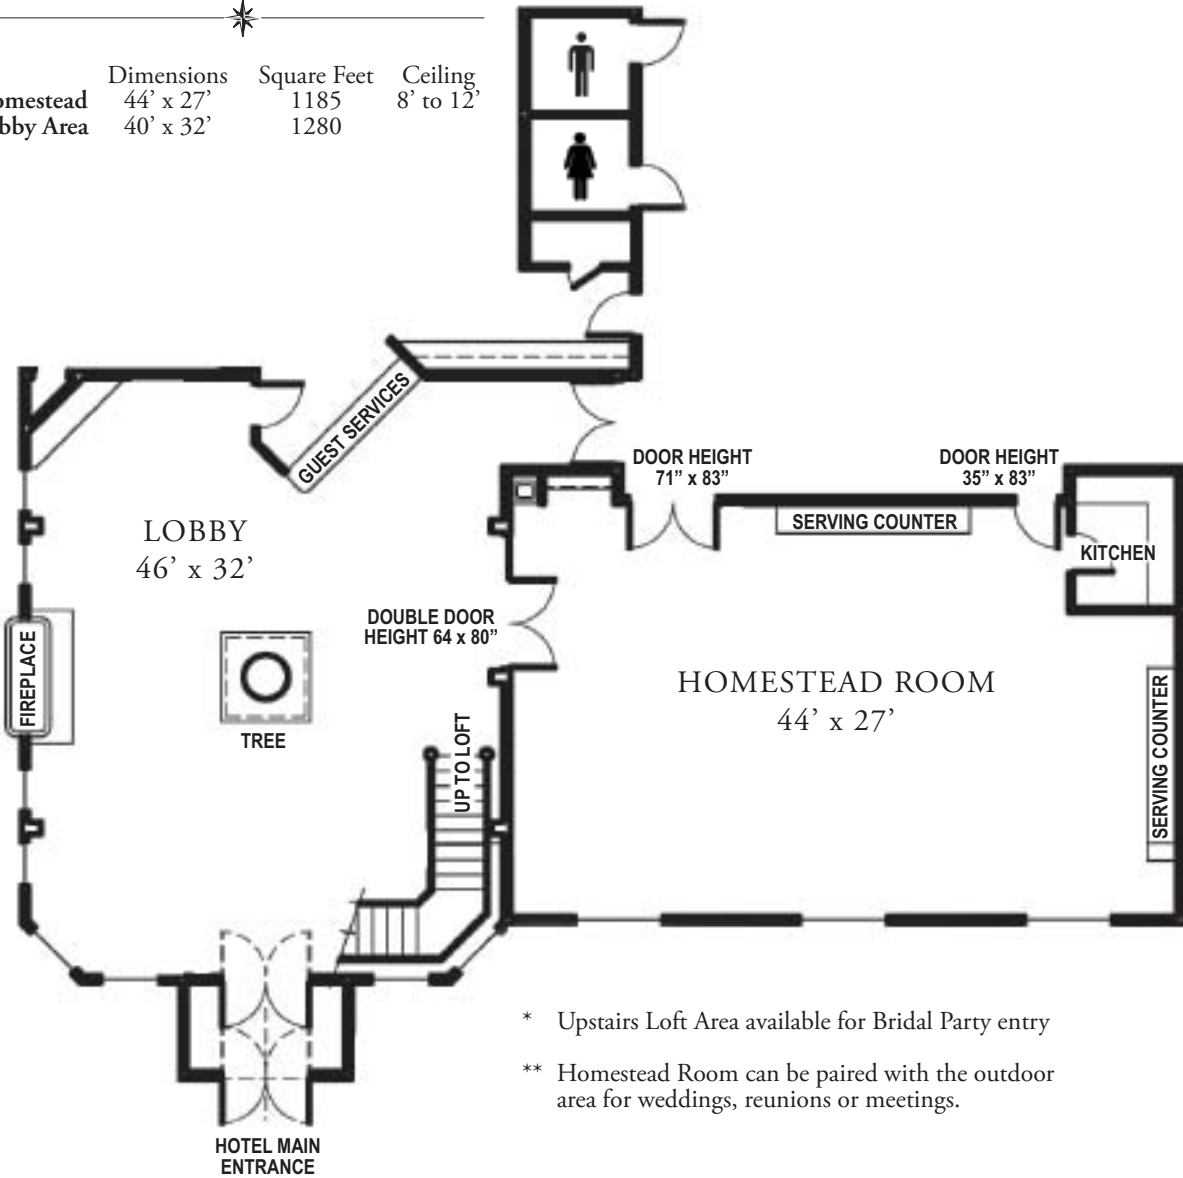 Dimensions Square Feet Ceiling
omestead 44’ x 27’ 1185 8’ to 12’
bby Area 40’ x 32’ 1280
GUEST SERVICES
DOOR HEIGHT
71” x 83”
DOOR HEIGHT
35” x 83”
SERVING COUNTER
LOBBY
46’ x 32’
KITCHEN
DOUBLE DOOR
HEIGHT 64 x 80”
FIREPLACE
HOMESTEAD ROOM
44’ x 27’
TREE
UP TO LOFT
SERVING COUNTER
* Upstairs Loft Area available for Bridal Party entry
** Homestead Room can be paired with the outdoor
area for weddings, reunions or meetings.
HOTEL MAIN
ENTRANCE